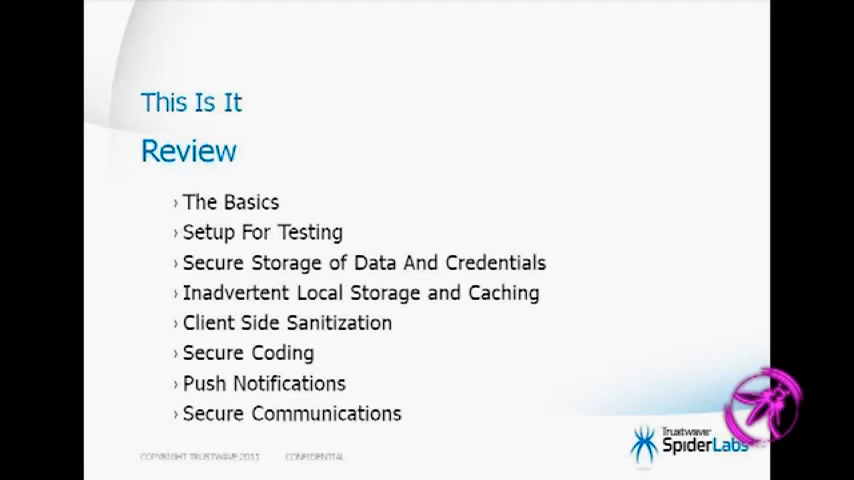 This Is It
Review
› The Basics
› Setup For Testing
› Secure Storage of Data And Credentials
› Inadvertent Local Storage and Caching
› Client Side Sanitization
› Secure Coding
› Push Notifications
› Secure Communications
COPYRIGHT TRUSTWAVE 2011 CONFIDENTIAL
Trustwave
SpiderLabs